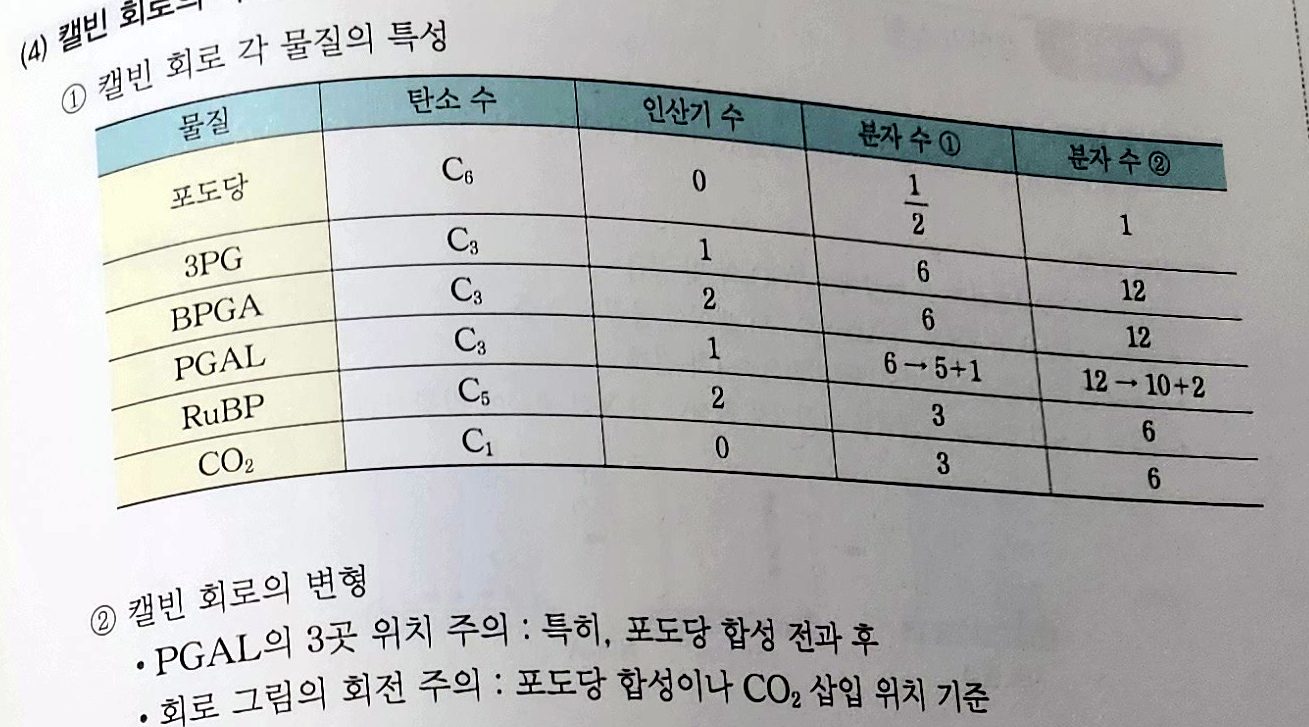 (4) 캘빈 회로의
① 캘빈 회로 각 물질의 특성
물질 탄소 수 인산기 수 분자 수 ① 분자 수 ②
포도당 C₆ 0 1/2 1
3PG C₃ 1 6 12
BPGA C₃ 2 6 12
PGAL C₃ 1 6 → 5+1 12 → 10+2
RuBP C₅ 2 3 6
CO₂ C₁ 0 3 6
② 캘빈 회로의 변형
• PGAL의 3곳 위치 주의 : 특히, 포도당 합성 전과 후
• 회로 그림의 회전 주의 : 포도당 합성이나 CO₂ 삽입 위치 기준